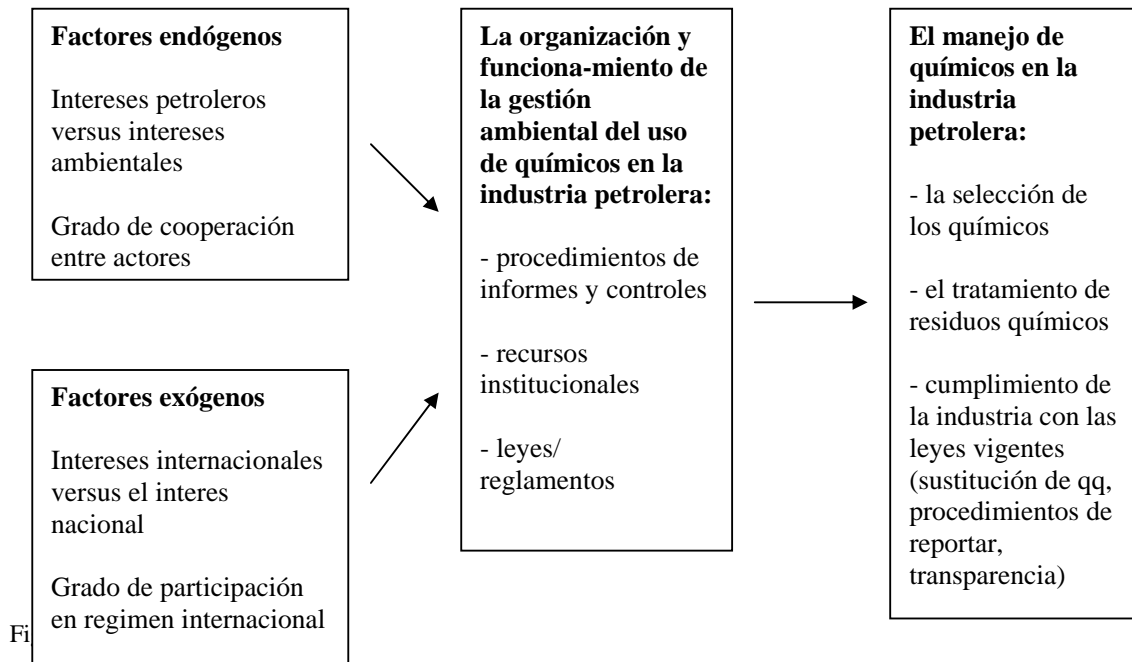 Factores endógenos
Intereses petroleros
versus intereses
ambientales
Grado de cooperación
entre actores
Factores exógenos
Intereses internacionales
versus el interes
nacional
Grado de participación
en regimen internacional
La organización y
funciona-miento de
la gestión
ambiental del uso
de químicos en la
industria petrolera:
- procedimientos de
informes y controles
- recursos
institucionales
- leyes/
reglamentos
El manejo de
químicos en la
industria
petrolera:
- la selección de
los químicos
- el tratamiento de
residuos químicos
- cumplimiento de
la industria con las
leyes vigentes
(sustitución de qq,
procedimientos de
reportar,
transparencia)